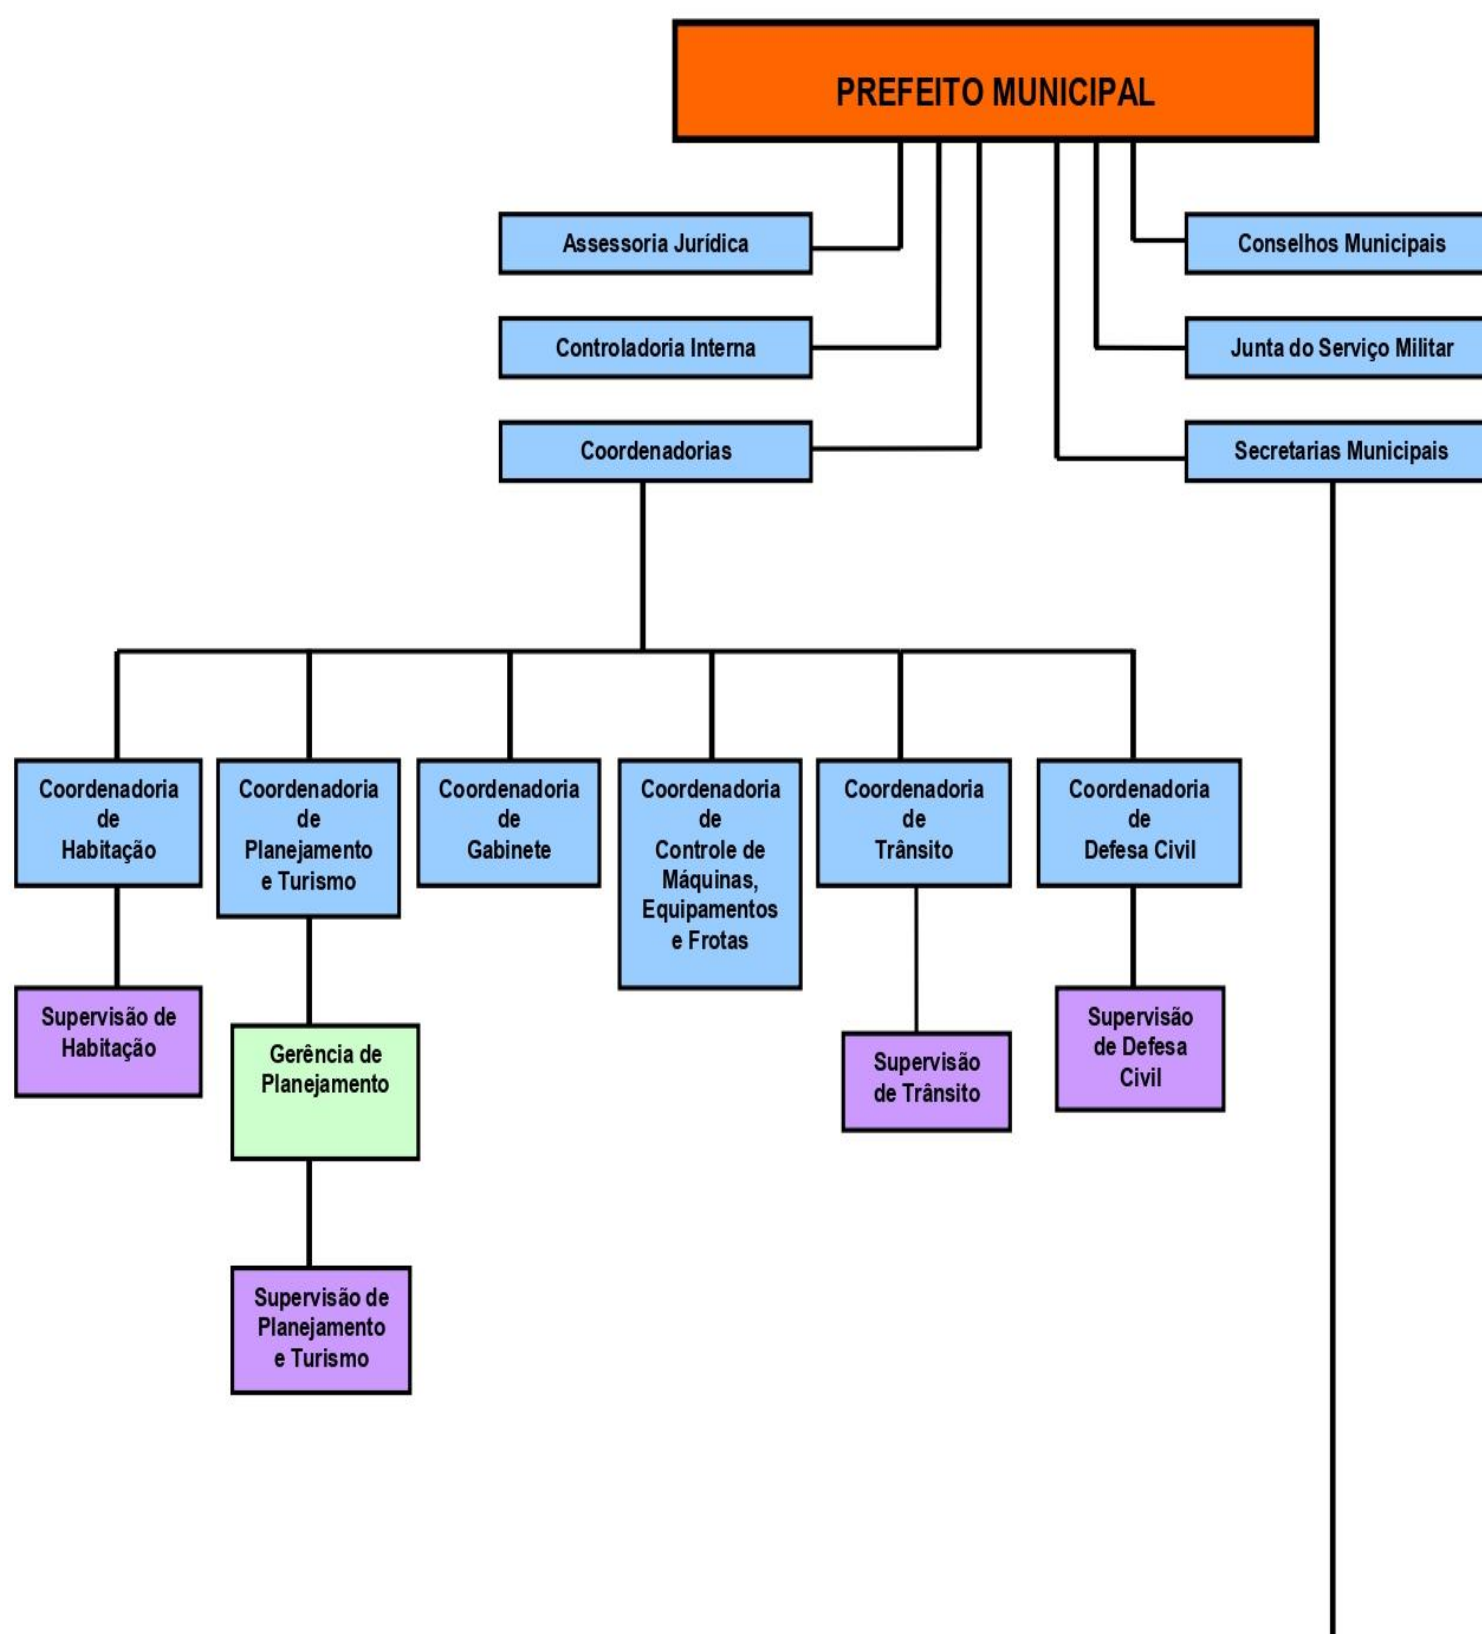 PREFEITO MUNICIPAL
Assessoria Jurídica
Conselhos Municipais
Controladoria Interna
Junta do Serviço Militar
Coordenadorias
Secretarias Municipais
Coordenadoria
de
Habitação
Coordenadoria
de
Planejamento
e Turismo
Coordenadoria
de
Gabinete
Coordenadoria
de
Controle de
Máquinas,
Equipamentos
e Frotas
Coordenadoria
de
Trânsito
Coordenadoria
de
Defesa Civil
Supervisão de
Habitação
Gerência de
Planejamento
Supervisão
de Trânsito
Supervisão
de Defesa
Civil
Supervisão de
Planejamento
e Turismo